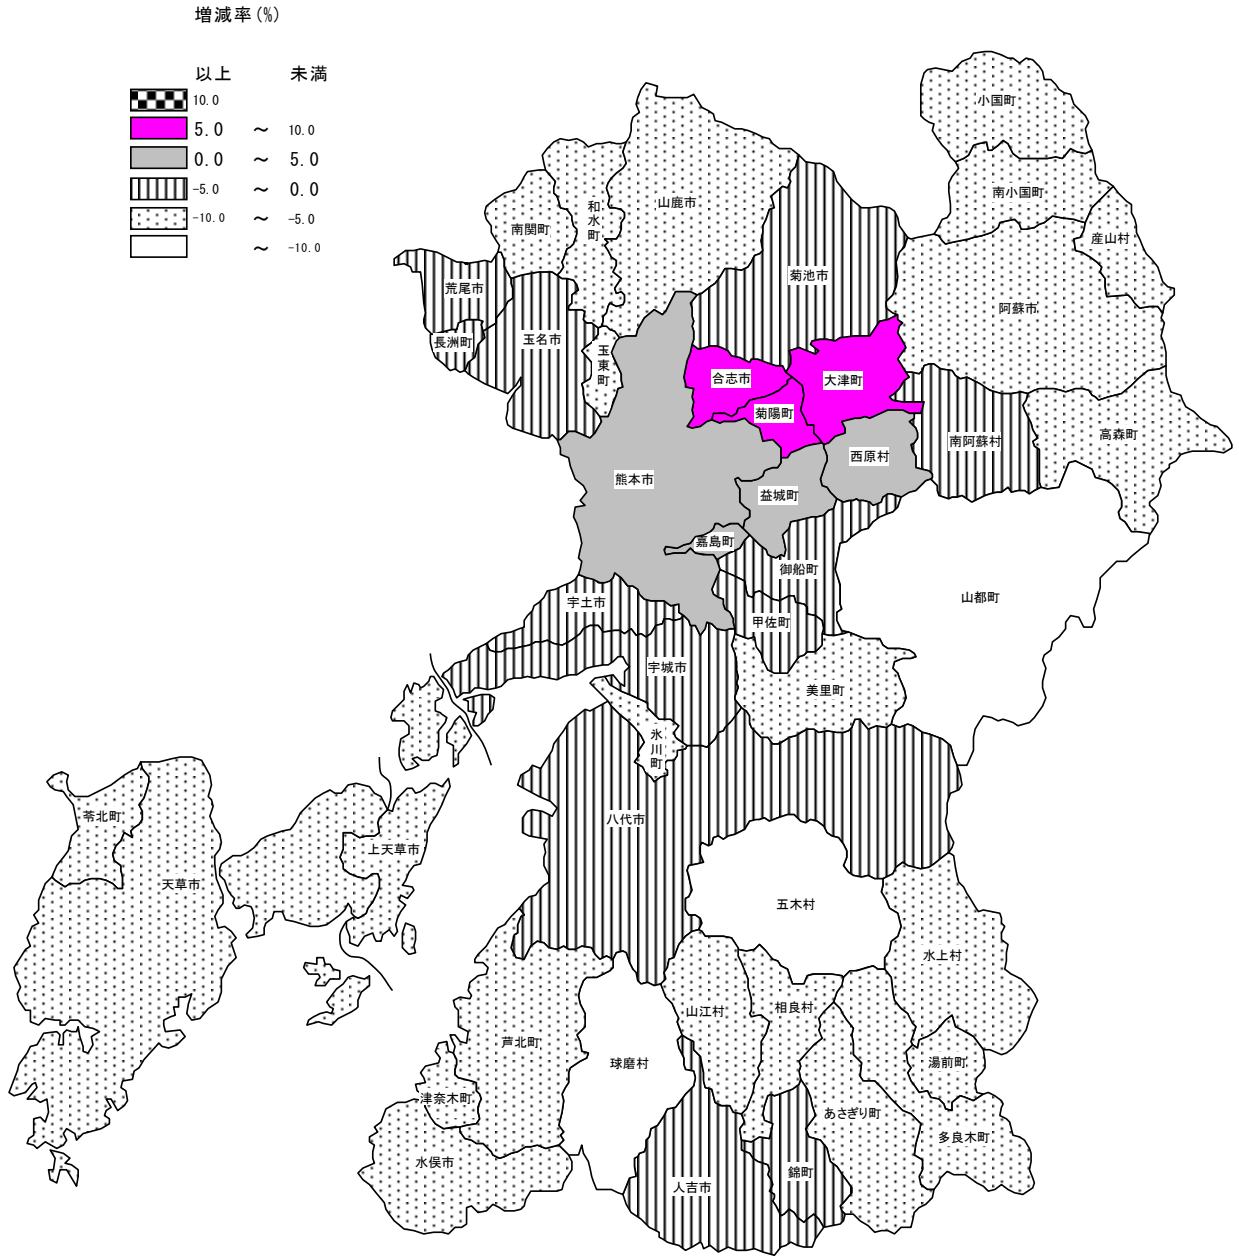 増減率(%)
以上 未満
10.0
5.0 ～ 10.0
0.0 ～ 5.0
-5.0 ～ 0.0
-10.0 ～ -5.0
～ -10.0
小国町
南小国町
産山村
阿蘇市
山鹿市
和水町
南関町
菊池市
荒尾市
長洲町
玉名市
玉東町
合志市
大津町
菊陽町
高森町
南阿蘇村
西原村
熊本市
益城町
嘉島町
御船町
山都町
宇土市
甲佐町
宇城市
美里町
氷川町
八代市
苓北町
天草市
上天草市
五木村
水上村
山江村
相良村
芦北町
球磨村
湯前町
津奈木町
あさぎり町
多良木町
水俣市
錦町
人吉市